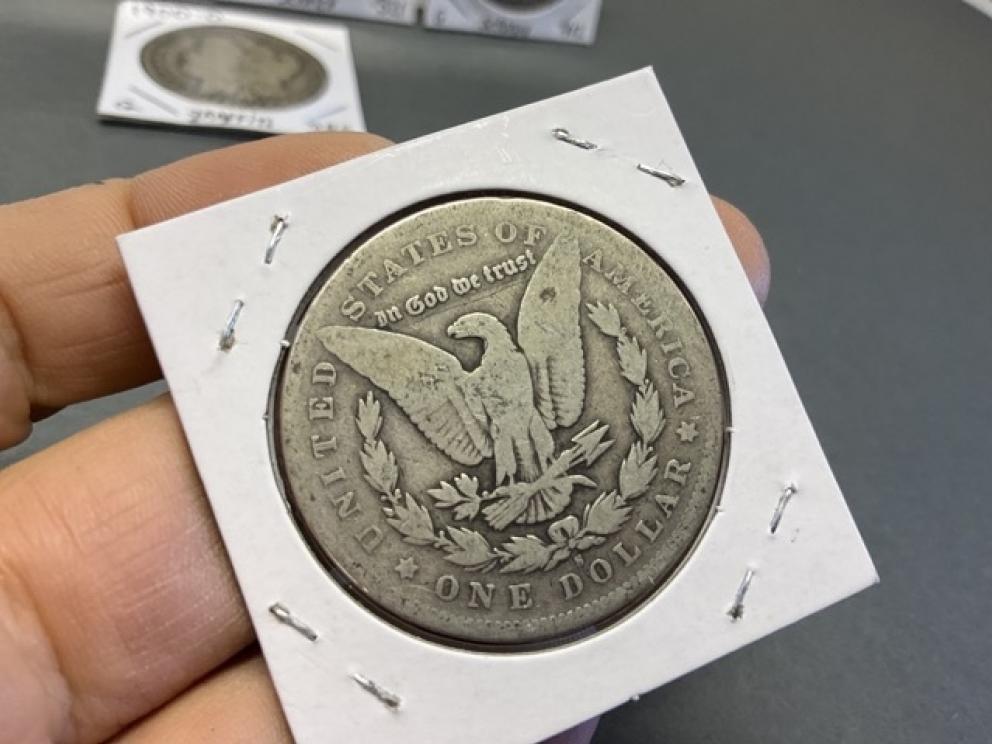 UNITED STATES OF AMERICA
In God we trust
ONE DOLLAR